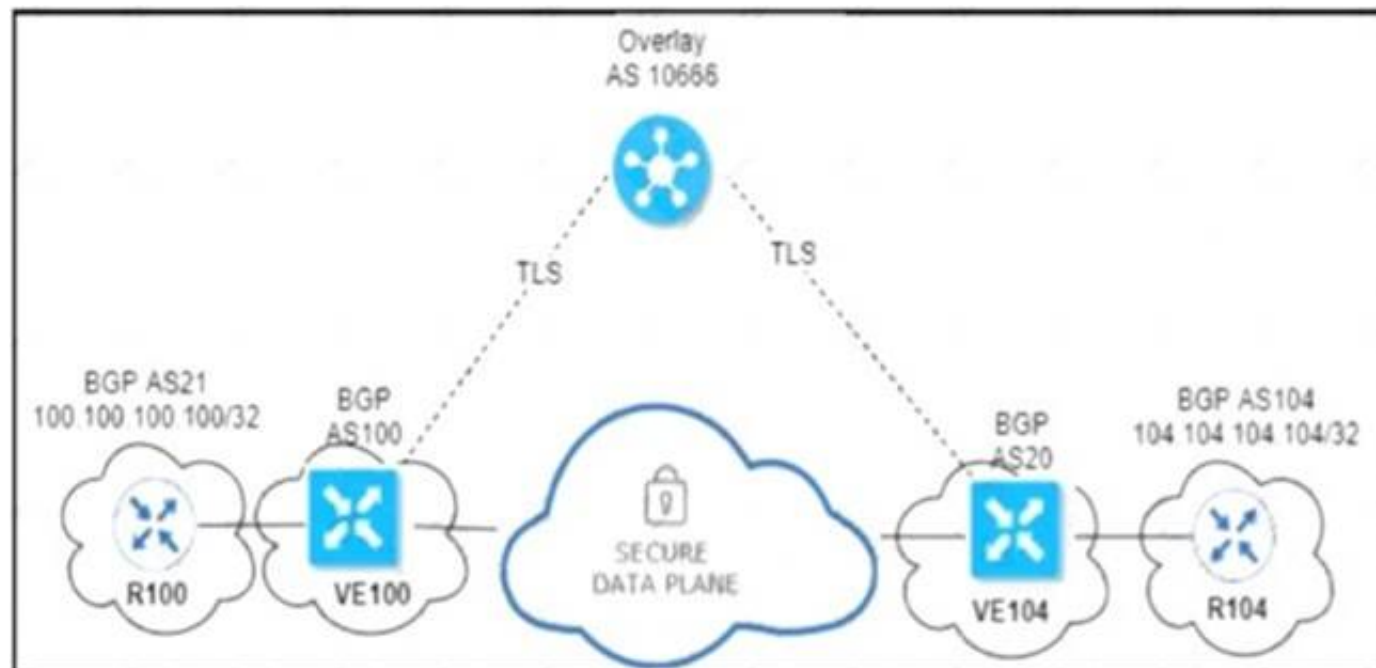 Overlay
AS 10666
TLS
TLS
BGP AS21
100 100 100 100/32
BGP
AS100
BGP
AS20
BGP AS104
104 104 104 104/32
SECURE
DATA PLANE
R100
VE100
VE104
R104